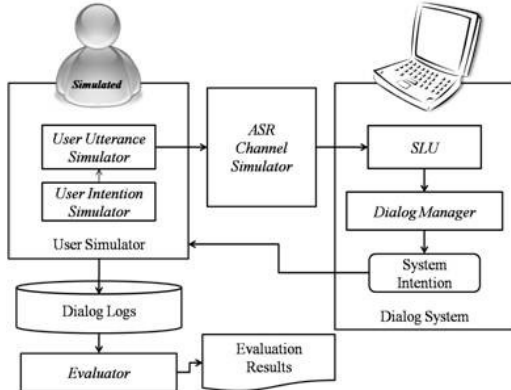 Simulated
User Utterance
Simulator
User Intention
Simulator
User Simulator
ASR
Channel
Simulator
SLU
Dialog Manager
System
Intention
Dialog System
Dialog Logs
Evaluator
Evaluation
Results